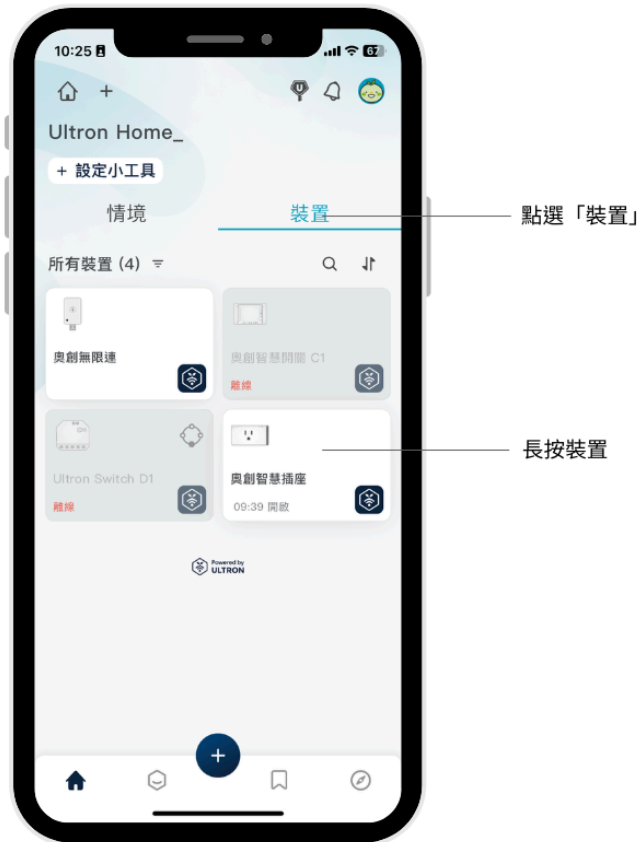 10:25
67
Ultron Home_
+ 設定小工具
情境
裝置
點選「裝置」
所有裝置 (4)
奧創無限連
奧創智慧開關 C1
離線
Ultron Switch D1
離線
奧創智慧插座
09:39 開啟
長按裝置
Powered by
ULTRON